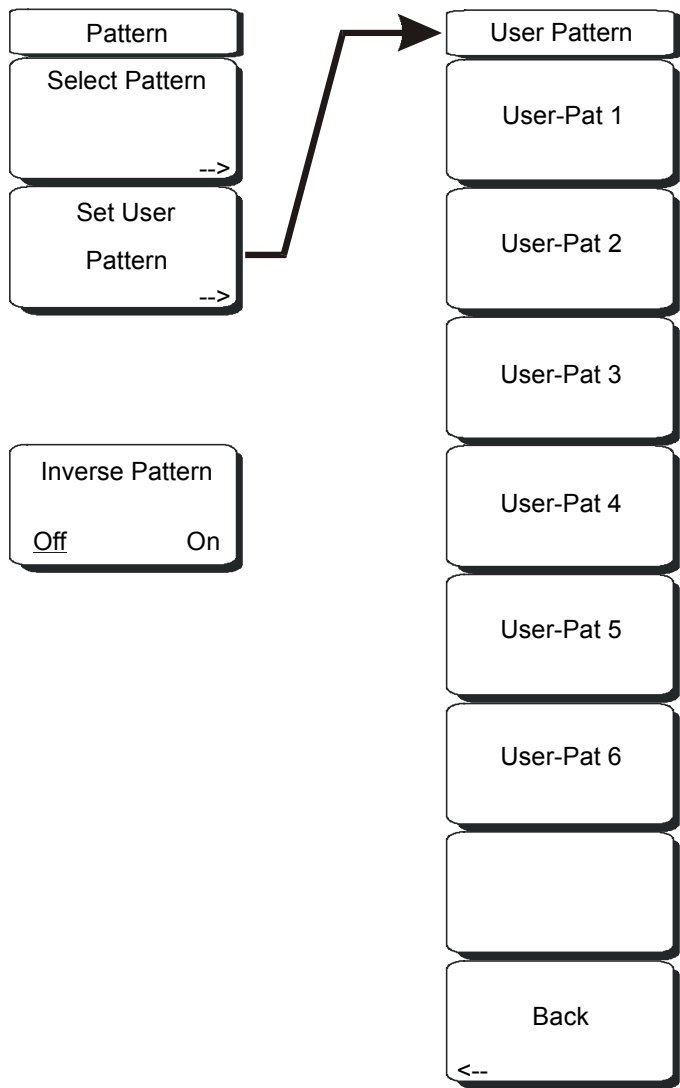 Pattern
Select Pattern
-->
Set User
Pattern
-->
Inverse Pattern
Off On
User Pattern
User-Pat 1
User-Pat 2
User-Pat 3
User-Pat 4
User-Pat 5
User-Pat 6
Back
<--